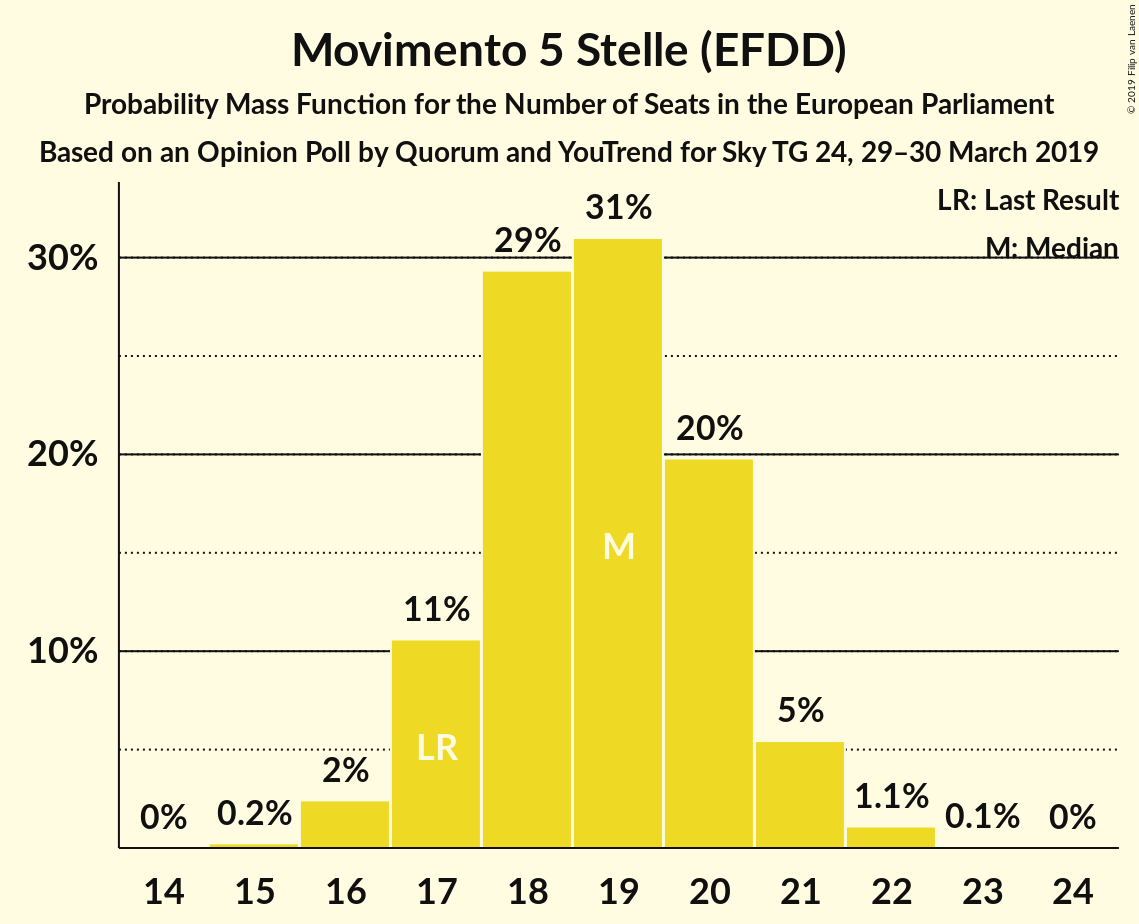 Movimento 5 Stelle (EFDD)
Probability Mass Function for the Number of Seats in the European Parliament
Based on an Opinion Poll by Quorum and YouTrend for Sky TG 24, 29–30 March 2019
© 2019 Filip van Laenen
LR: Last Result
M: Median
30%
20%
10%
0%
0.2%
2%
11%
29%
31%
20%
5%
1.1%
0.1%
0%
LR
M
14 15 16 17 18 19 20 21 22 23 24